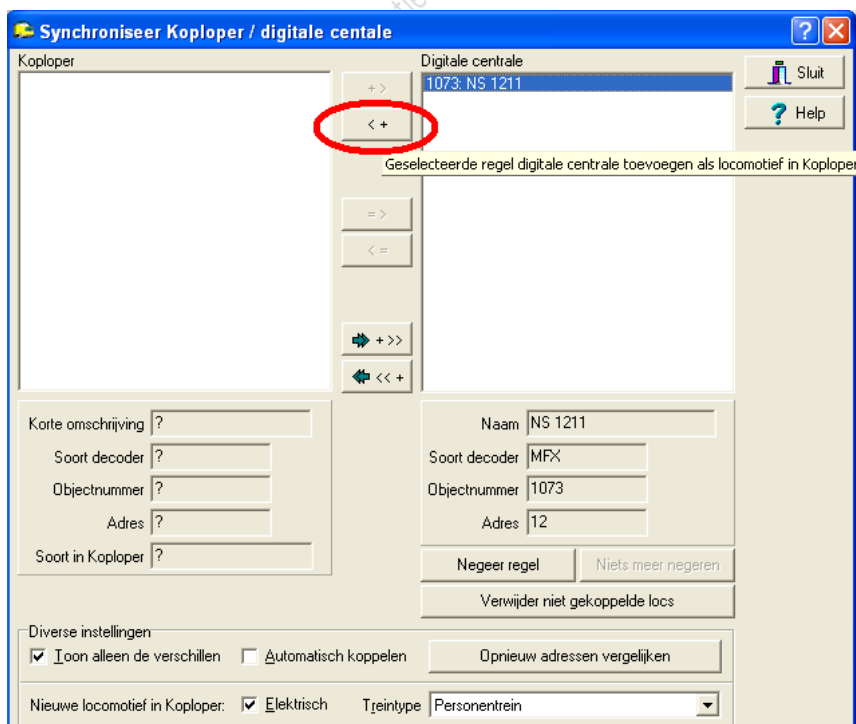 Synchroniseer Koploper / digitale centale
Koploper
Digitale centrale
Sluit
Help
1073: NS 1211
+ >
< +
Geselecteerde regel digitale centrale toevoegen als locomotief in Koploper
= >
< =
+ >>
<< +
Korte omschrijving ?
Soort decoder ?
Objectnummer ?
Adres ?
Soort in Koploper ?
Naam NS 1211
Soort decoder MFX
Objectnummer 1073
Adres 12
Negeer regel
Niets meer negeren
Verwijder niet gekoppelde locs
Diverse instellingen
Toon alleen de verschillen
Automatisch koppelen
Opnieuw adressen vergelijken
Nieuwe locomotief in Koploper:
Elektrisch
Treintype Personentrein